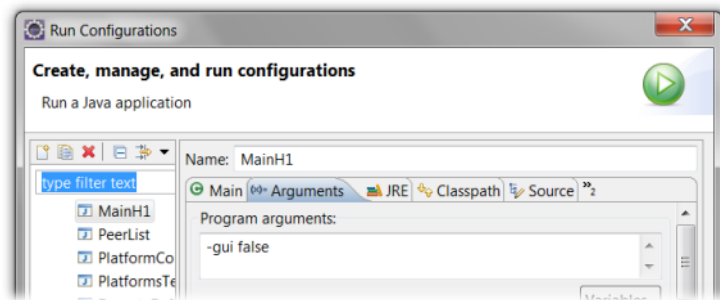 Run Configurations
X
Create, manage, and run configurations
Run a Java application
Name: MainH1
type filter text
Main (x)= Arguments JRE Classpath Source »2
MainH1
Program arguments:
PeerList
-gui false
PlatformCo
PlatformsTe
Variables